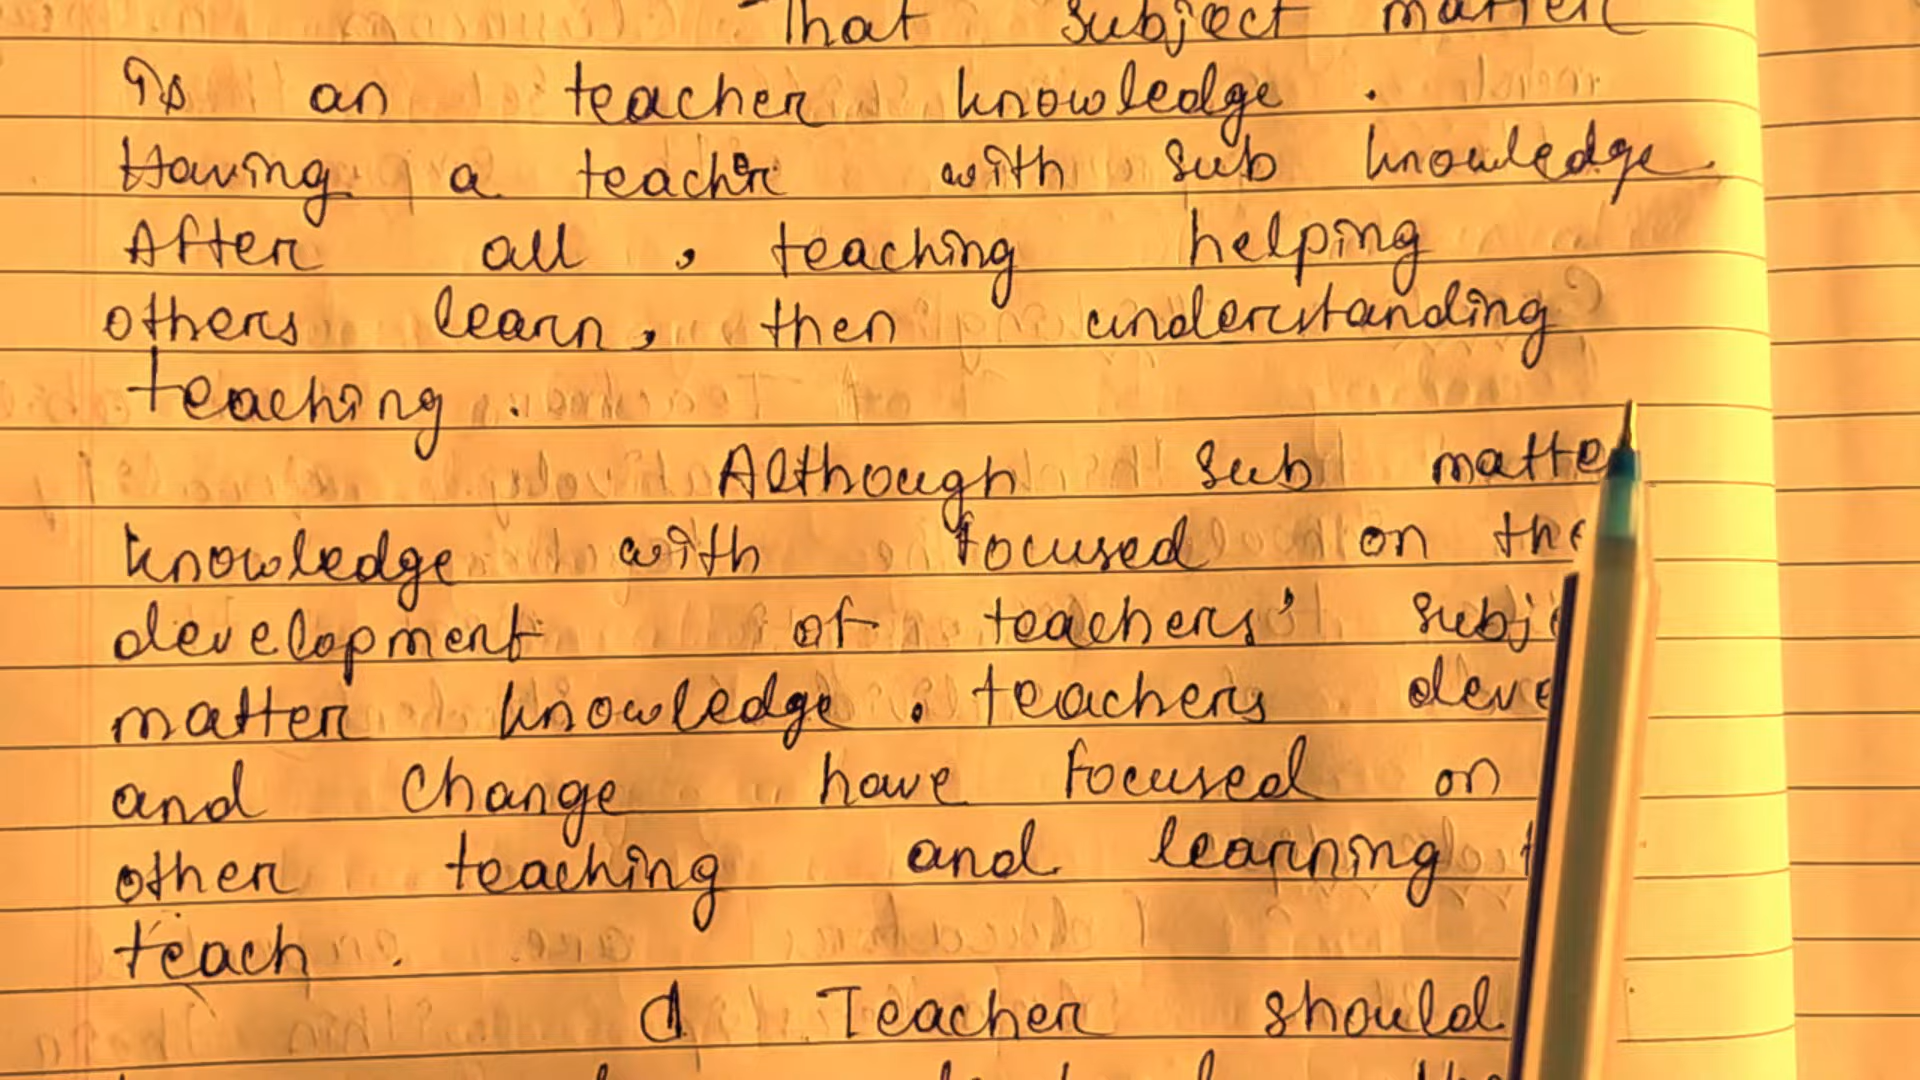 That subject matter
is an teacher knowledge .
Having a teacher with sub knowledge.
After all , teaching helping
others learn, then understanding
teaching .
Although sub matte
knowledge with focused on the
development of teachers' subje
matter knowledge . teachers deve
and change have focused on
other teaching and learning
teach .
A Teacher should